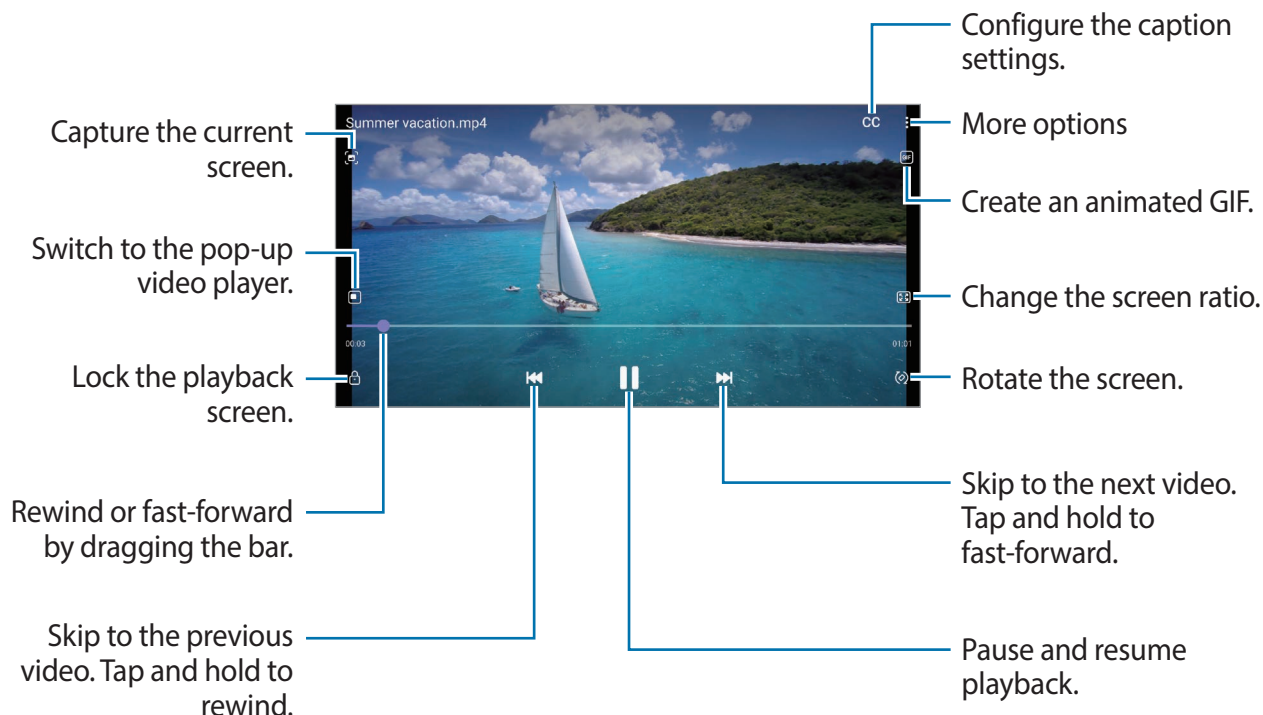 Configure the caption
settings.
Summer vacation.mp4
CC
Capture the current
screen.
More options
GIF
Create an animated GIF.
Switch to the pop-up
video player.
Change the screen ratio.
00:03
01:01
Lock the playback
screen.
Rotate the screen.
Rewind or fast-forward
by dragging the bar.
Skip to the next video.
Tap and hold to
fast-forward.
Skip to the previous
video. Tap and hold to
rewind.
Pause and resume
playback.